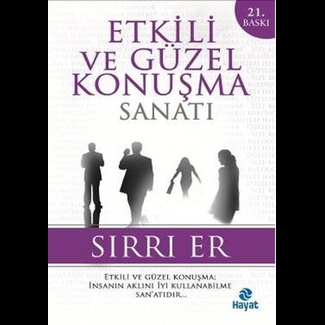 21.
BASKI
ETKİLİ
VE GÜZEL
KONUŞMA
SANATI
SIRRI ER
ETKİLİ VE GÜZEL KONUŞMA;
İNSANIN AKLINI İYİ KULLANABİLME
SAN'ATIDIR...
Hayat